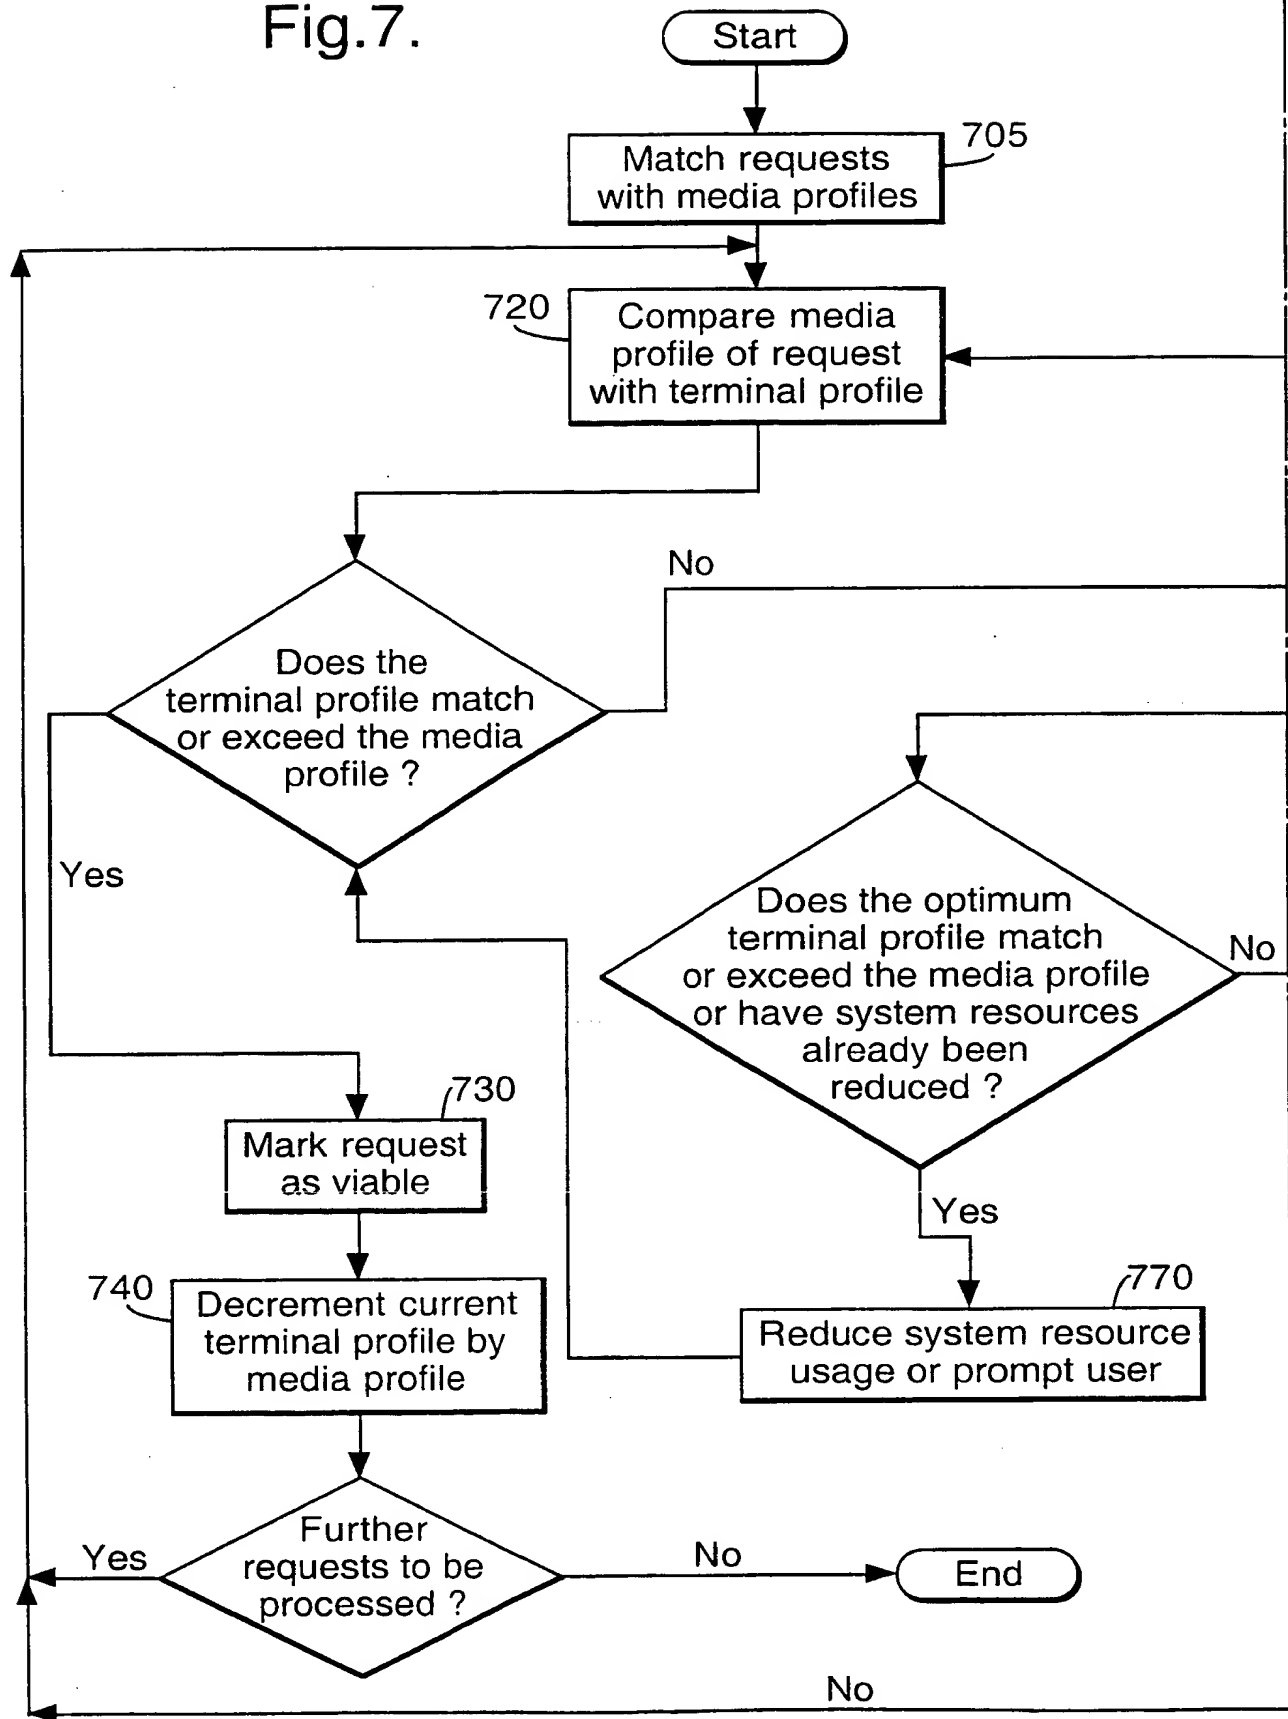 Fig.7.
Start
705
Match requests
with media profiles
720
Compare media
profile of request
with terminal profile
No
Does the
terminal profile match
or exceed the media
profile ?
Yes
Does the optimum
terminal profile match
or exceed the media profile
or have system resources
already been
reduced ?
No
730
Mark request
as viable
Yes
740
Decrement current
terminal profile by
media profile
770
Reduce system resource
usage or prompt user
Further
requests to be
processed ?
Yes
No
End
No